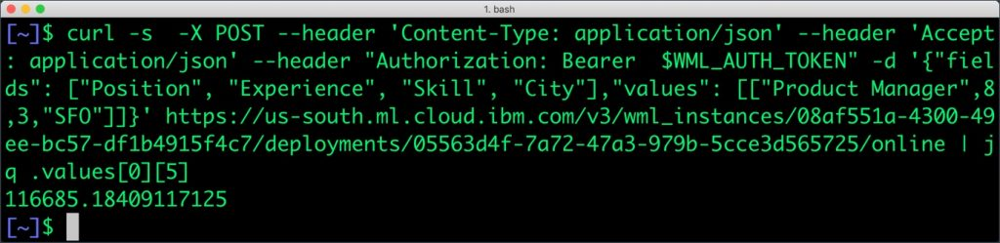 1. bash
[~]$ curl -s  -X POST --header 'Content-Type: application/json' --header 'Accept
: application/json' --header "Authorization: Bearer  $WML_AUTH_TOKEN" -d '{"fiel
ds": ["Position", "Experience", "Skill", "City"],"values": [["Product Manager",8
,3,"SFO"]]}' https://us-south.ml.cloud.ibm.com/v3/wml_instances/08af551a-4300-49
ee-bc57-df1b4915f4c7/deployments/05563d4f-7a72-47a3-979b-5cce3d565725/online | j
q .values[0][5]
116685.18409117125
[~]$